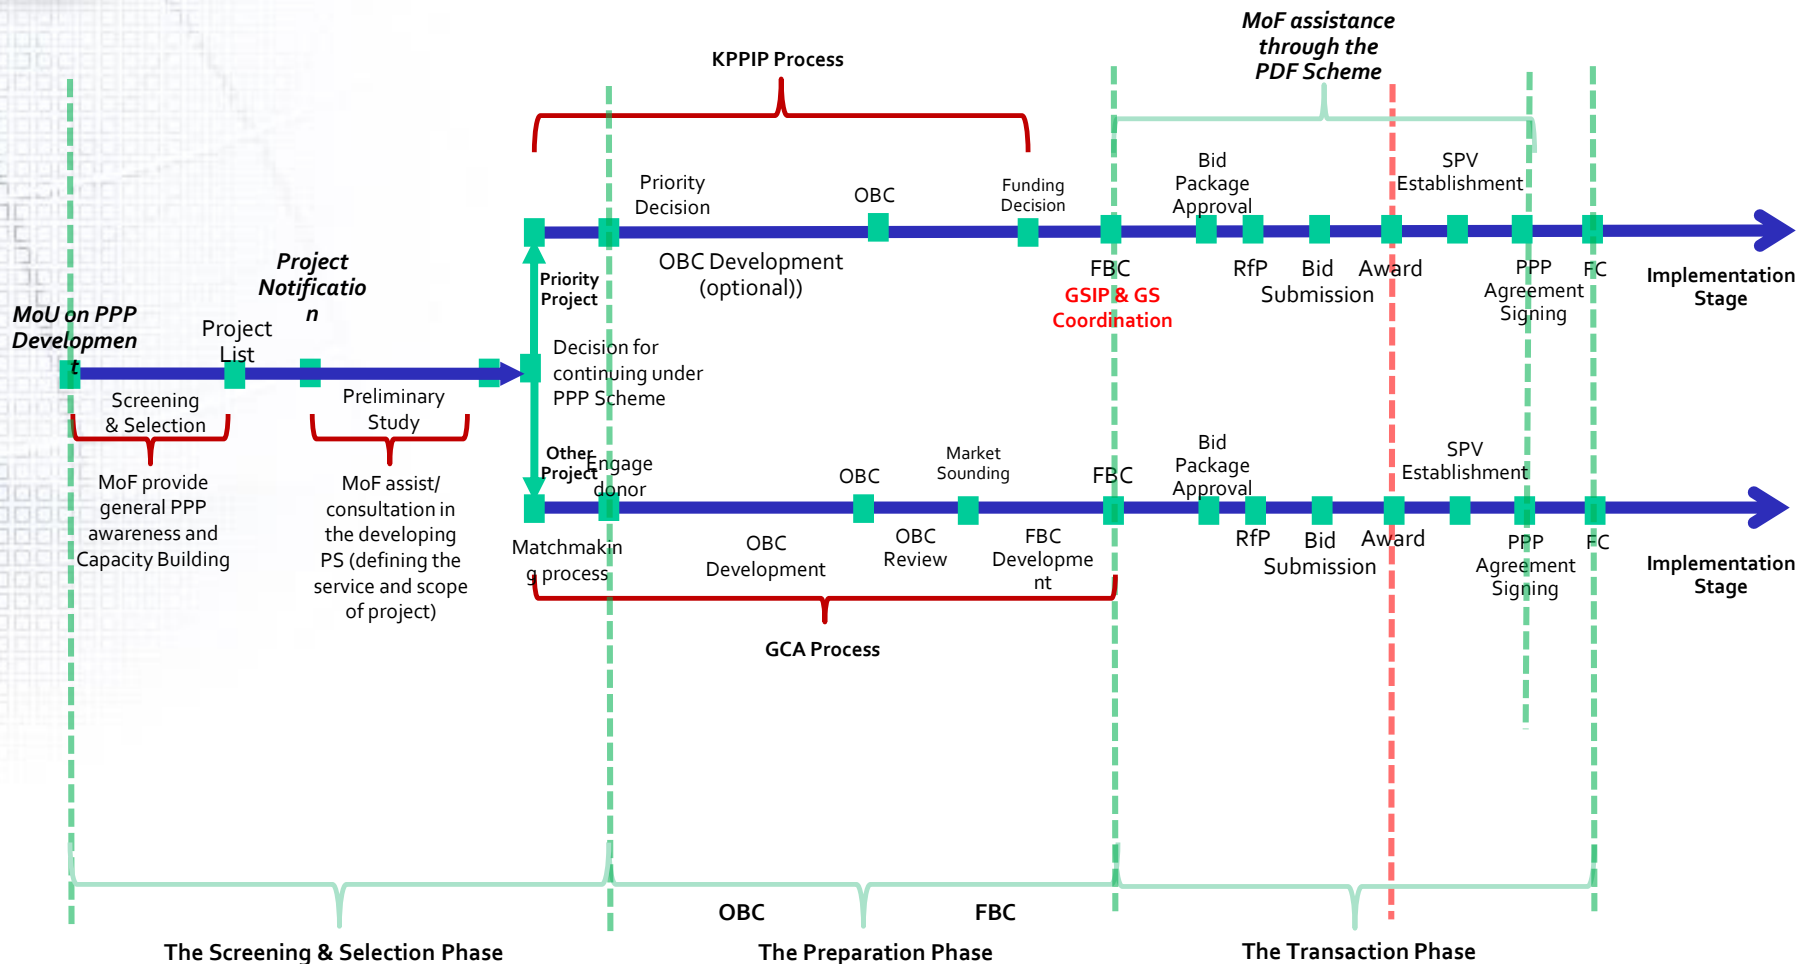 MoF assistance
through the
PDF Scheme
KPPIP Process
Priority
Decision
OBC
Funding
Decision
Bid
Package
Approval
SPV
Establishment
OBC Development
(optional))
FBC
GSIP & GS
Coordination
RfP
Bid
Submission
Award
PPP
Agreement
Signing
FC
Implementation
Stage
Project
Notificatio
n
MoU on PPP
Developmen
t
Project
List
Priority
Project
Decision for
continuing under
PPP Scheme
Screening
& Selection
Preliminary
Study
MoF provide
general PPP
awareness and
Capacity Building
MoF assist/
consultation in
the developing
PS (defining the
service and scope
of project)
Other
Project
Engage
donor
OBC
Market
Sounding
FBC
Bid
Package
Approval
SPV
Establishment
Matchmakin
g process
OBC
Development
OBC
Review
FBC
Developme
nt
RfP
Bid
Submission
Award
PPP
Agreement
Signing
FC
Implementation
Stage
GCA Process
OBC
FBC
The Screening & Selection Phase
The Preparation Phase
The Transaction Phase